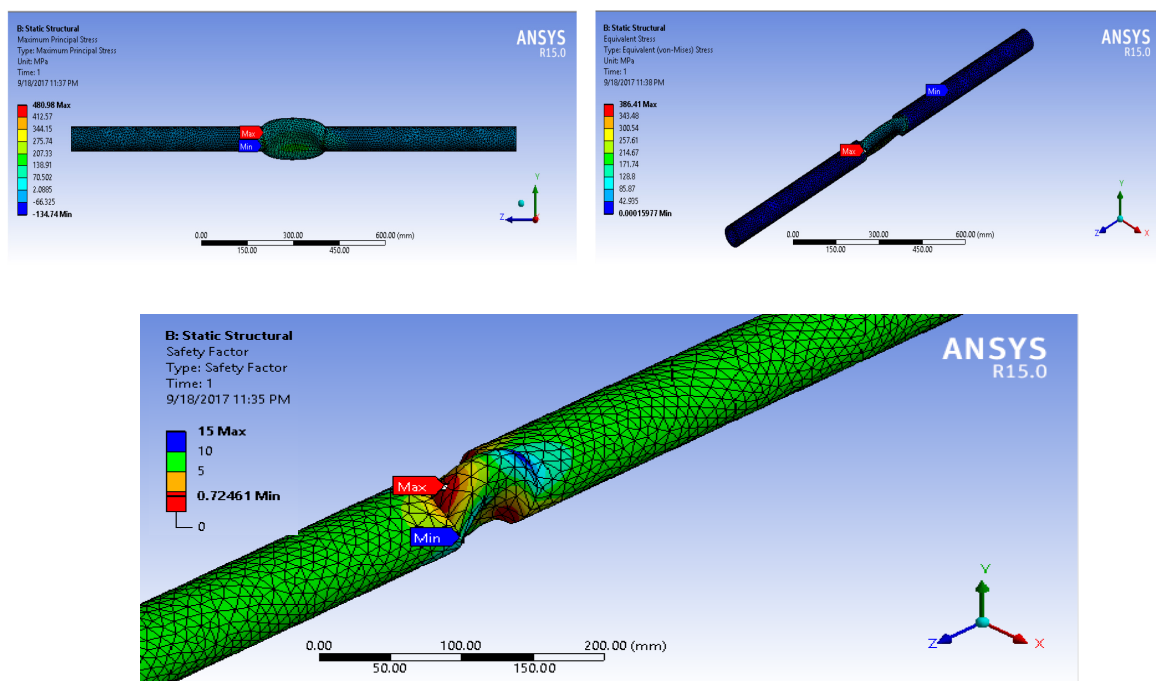 B: Static Structural
Maximum Principal Stress
Type: Maximum Principal Stress
Unit: MPa
Time: 1
9/18/2017 11:37 PM
ANSYS
R15.0
480.98 Max
412.57
344.15
275.74
207.33
138.91
70.502
2.0885
-66.325
-134.74 Min
Max
Min
Y
Z
0.00 300.00 600.00 (mm)
150.00 450.00
B: Static Structural
Equivalent Stress
Type: Equivalent (von-Mises) Stress
Unit: MPa
Time: 1
9/18/2017 11:38 PM
ANSYS
R15.0
386.41 Max
343.48
300.54
257.61
214.67
171.74
128.8
85.87
42.935
0.00015977 Min
Min
Max
Y
Z X
0.00 300.00 600.00 (mm)
150.00 450.00
B: Static Structural
Safety Factor
Type: Safety Factor
Time: 1
9/18/2017 11:35 PM
ANSYS
R15.0
15 Max
10
5
0.72461 Min
0
Max
Min
Y
Z X
0.00 100.00 200.00 (mm)
50.00 150.00